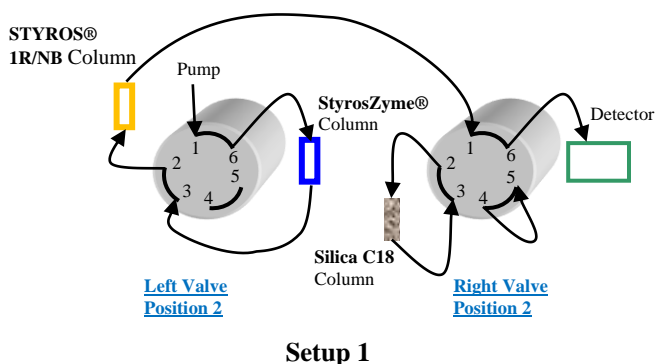 STYROS®
1R/NB Column
Pump
StyrosZyme®
Column
Detector
1
2
3
4
5
6
1
2
3
4
5
6
Silica C18
Column
Left Valve
Position 2
Right Valve
Position 2
Setup 1